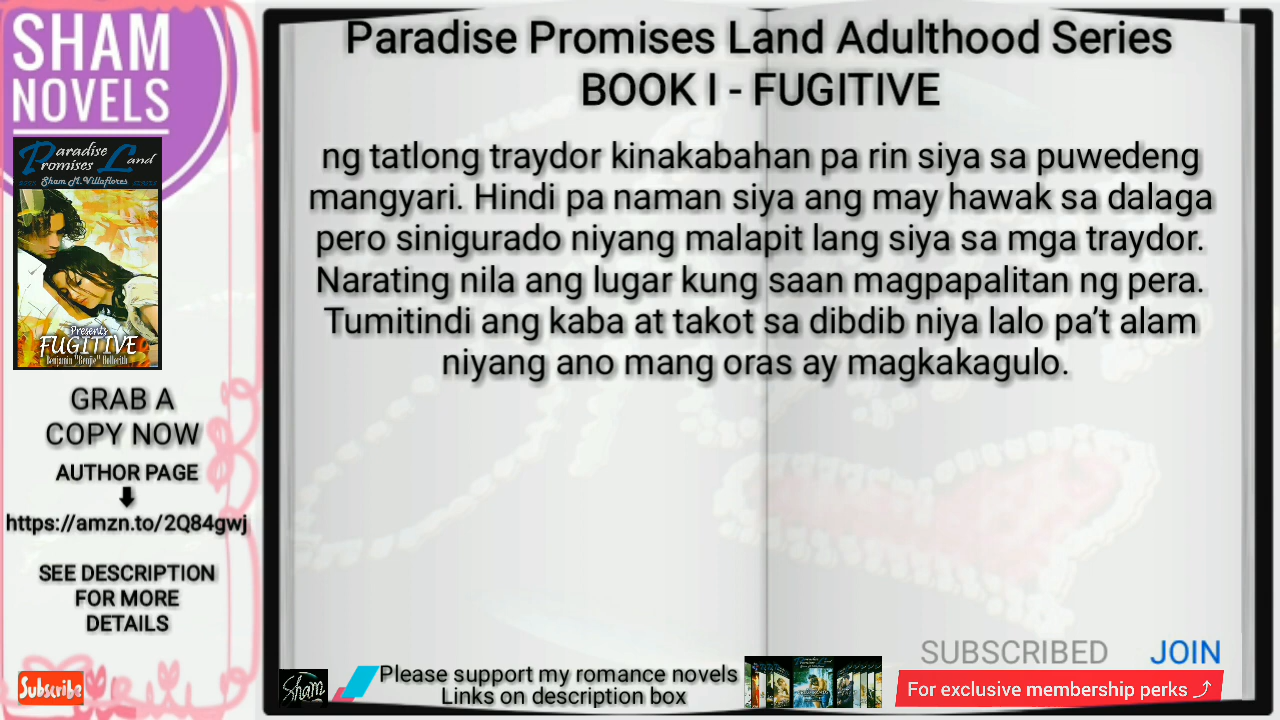 SHAM
NOVELS
Paradise
Promises Land
Sham M. Villaflores
Presents
FUGITIVE
GRAB A
COPY NOW
AUTHOR PAGE
https://amzn.to/2Q84gwj
SEE DESCRIPTION
FOR MORE
DETAILS
Subscribe
Paradise Promises Land Adulthood Series
BOOK I - FUGITIVE
ng tatlong traydor kinakabahan pa rin siya sa puwedeng
mangyari. Hindi pa naman siya ang may hawak sa dalaga
pero sinigurado niyang malapit lang siya sa mga traydor.
Narating nila ang lugar kung saan magpapalitan ng pera.
Tumitindi ang kaba at takot sa dibdib niya lalo pa’t alam
niyang ano mang oras ay magkakagulo.
SUBSCRIBED JOIN
Sham
Please support my romance novels
Links on description box
For exclusive membership perks